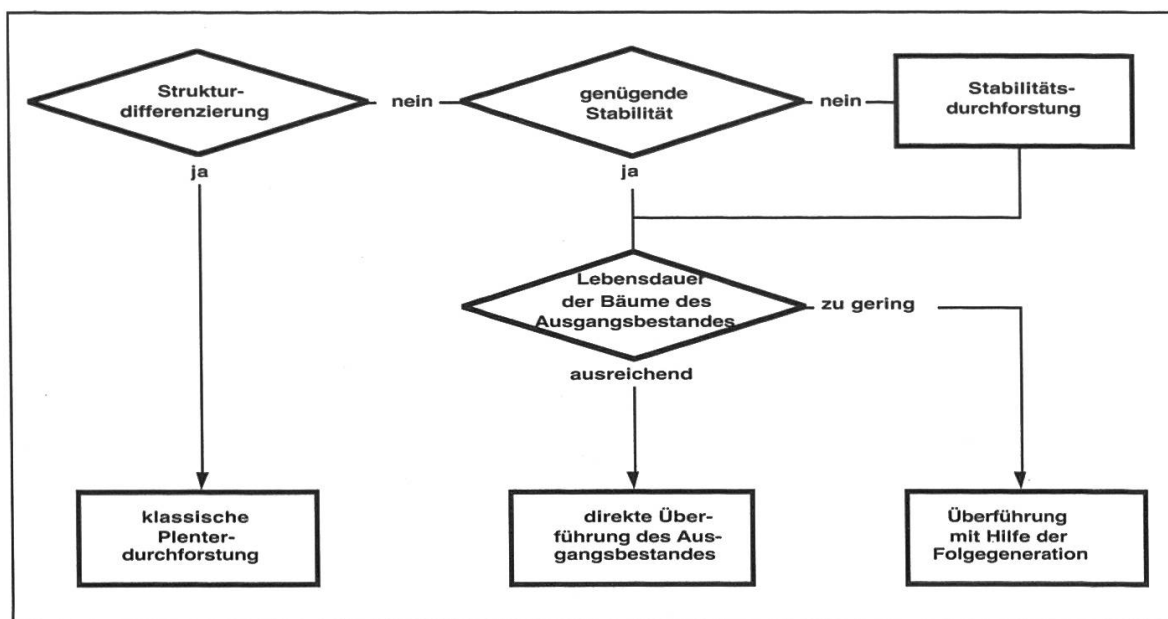 Struktur-
differenzierung
nein
genügende
Stabilität
nein
Stabilitäts-
durchforstung
ja
ja
Lebensdauer
der Bäume des
Ausgangsbestandes
zu gering
ausreichend
klassische
Plenter-
durchforstung
direkte Über-
führung des Aus-
gangsbestandes
Überführung
mit Hilfe der
Folgegeneration